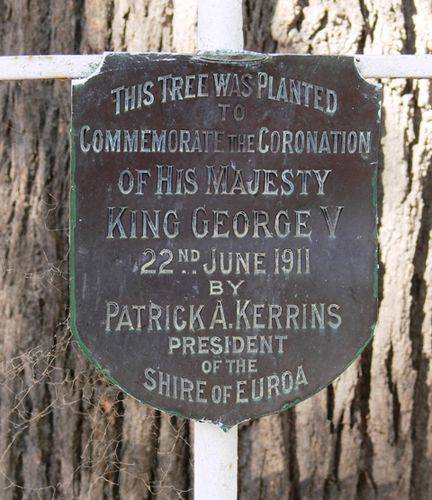 THIS TREE WAS PLANTED
TO
COMMEMORATE THE CORONATION
OF HIS MAJESTY
KING GEORGE V
22ND JUNE 1911
BY
PATRICK A. KERRINS
PRESIDENT
OF THE
SHIRE OF EUROA